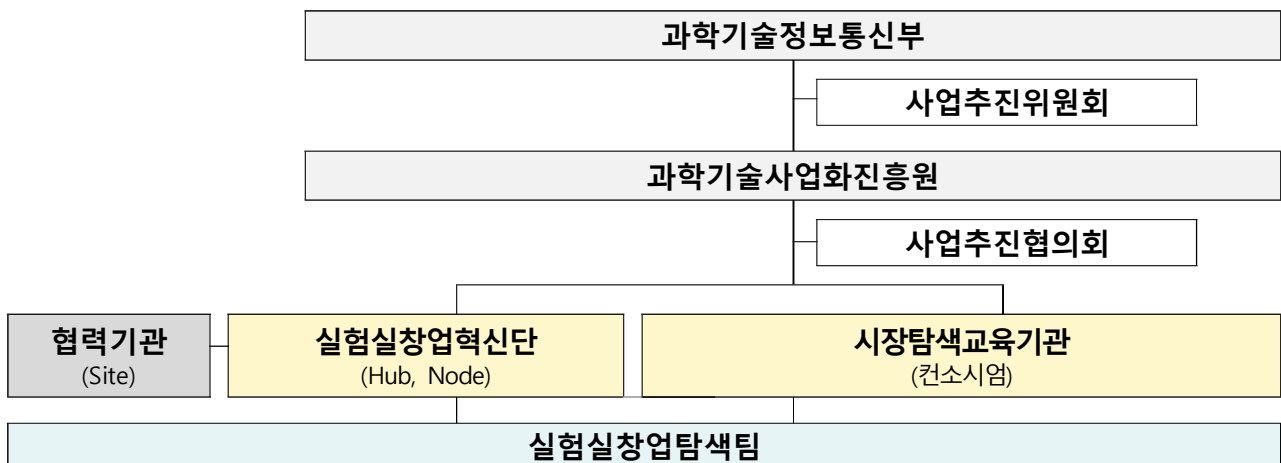 과학기술정보통신부
사업추진위원회
과학기술사업화진흥원
사업추진협의회
협력기관
(Site)
실험실창업혁신단
(Hub, Node)
시장탐색교육기관
(컨소시엄)
실험실창업탐색팀